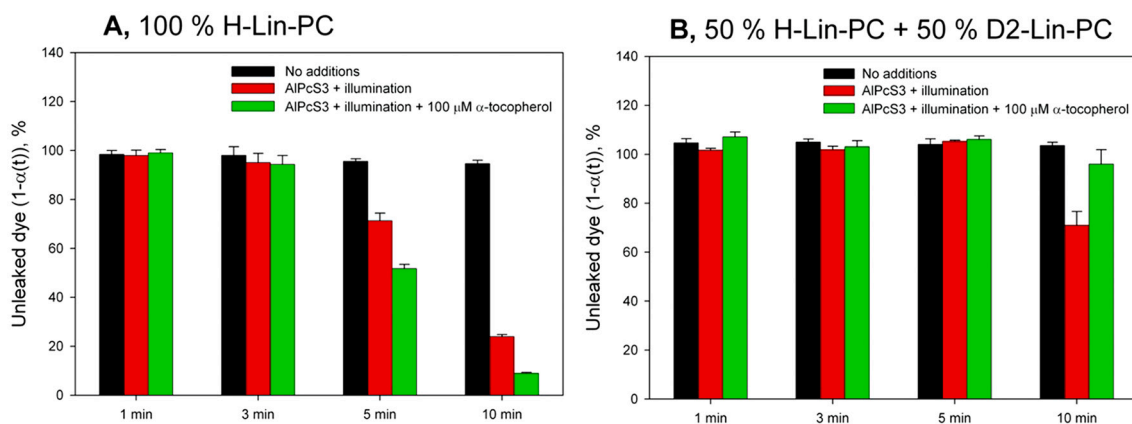 A, 100 % H-Lin-PC
140
120
100
80
60
40
20
0
Unleaked dye (1-α(t)), %
No additions
AlPcS3 + illumination
AlPcS3 + illumination + 100 μM α-tocopherol
1 min
3 min
5 min
10 min
B, 50 % H-Lin-PC + 50 % D2-Lin-PC
140
120
100
80
60
40
20
0
Unleaked dye (1-α(t)), %
No additions
AlPcS3 + illumination
AlPcS3 + illumination + 100 μM α-tocopherol
1 min
3 min
5 min
10 min